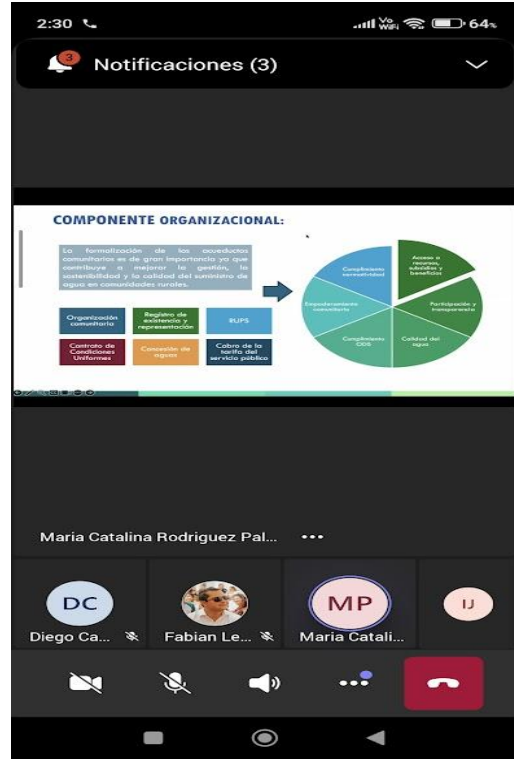 2:30
Vo
WiFi
64%
3
Notificaciones (3)
COMPONENTE ORGANIZACIONAL:
La formalización de los acueductos
comunitarios es de gran importancia ya que
contribuye a mejorar la gestión, la
sostenibilidad y la calidad del suministro de
agua en comunidades rurales.
Organización
comunitaria
Registro de
existencia y
representación
RUPS
Contrato de
Condiciones
Uniformes
Concesión de
aguas
Cobro de la
tarifa del
servicio público
Cumplimiento
normatividad
Acceso a
recursos,
subsidios y
beneficios
Empoderamiento
comunitario
Participación y
transparencia
Cumplimiento
ODS
Calidad del
agua
Maria Catalina Rodriguez Pal...
DC
MP
IJ
Diego Ca...
Fabian Le...
Maria Catali...